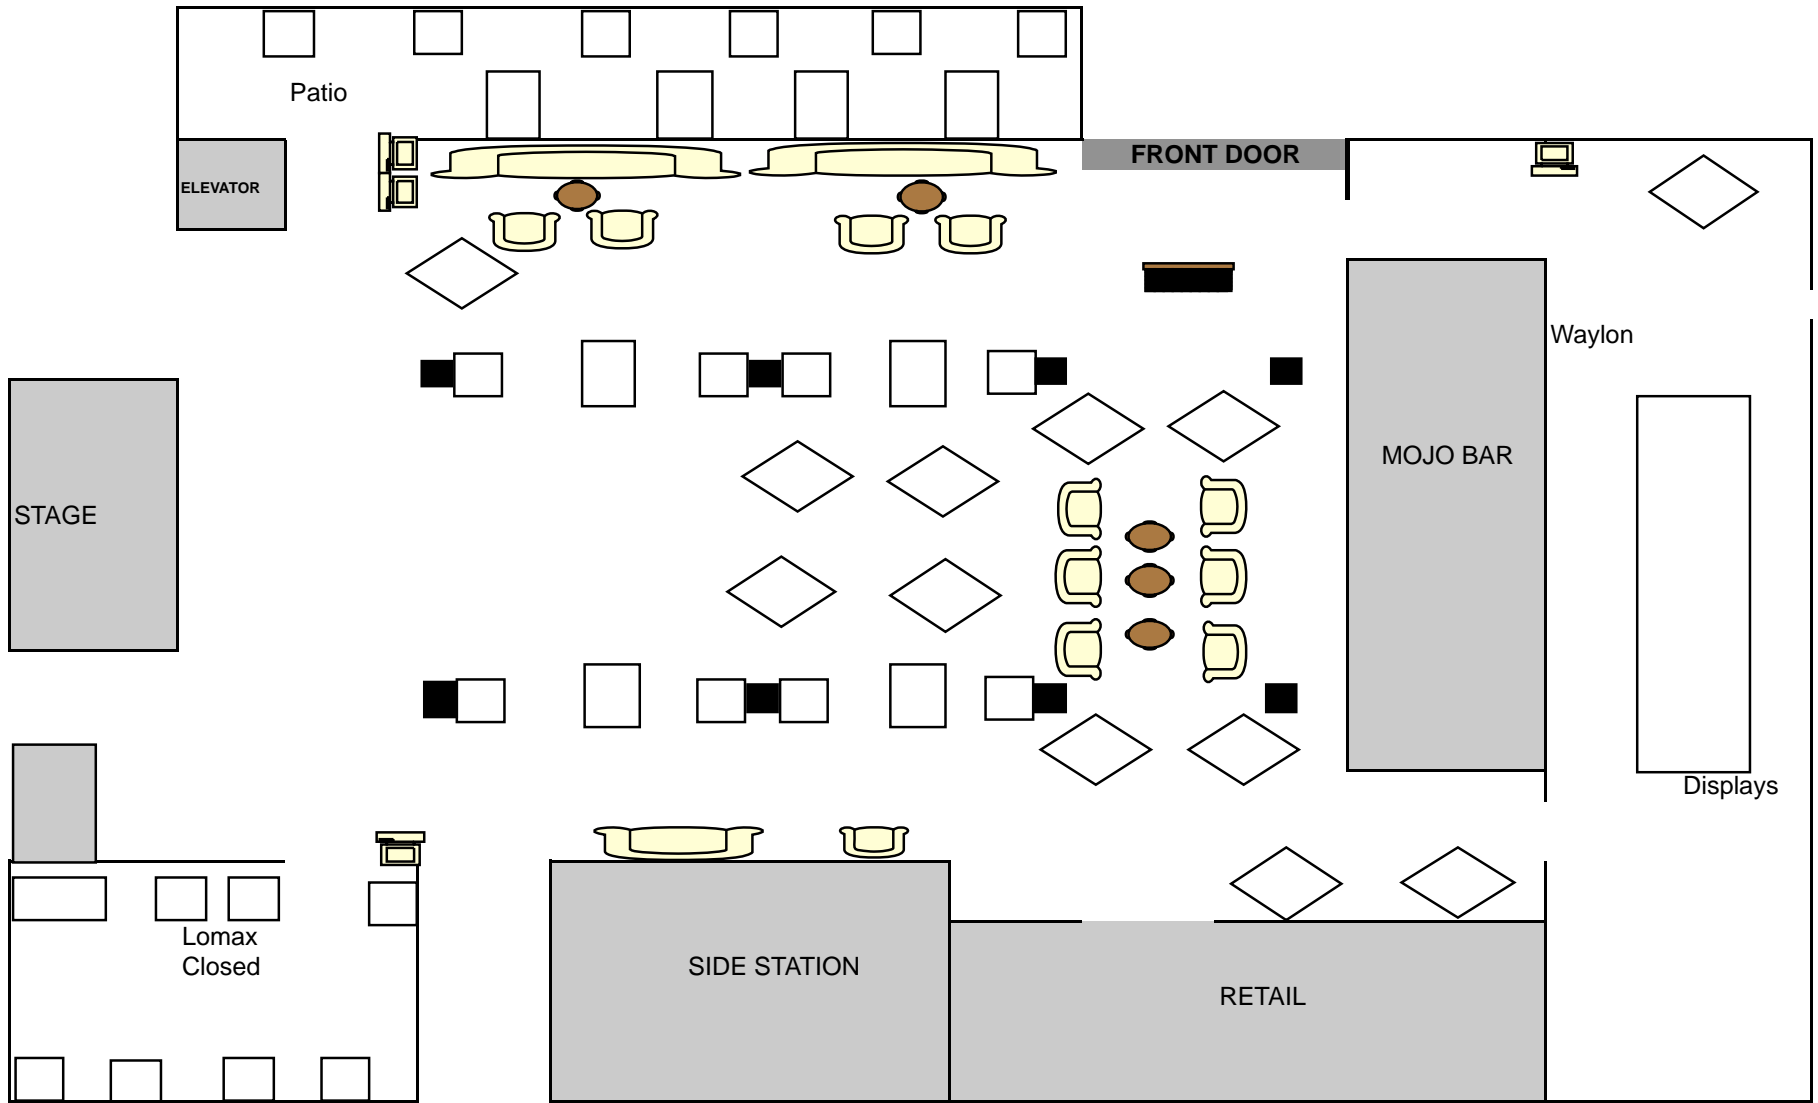 Patio
FRONT DOOR
ELEVATOR
Waylon
MOJO BAR
STAGE
Displays
Lomax
Closed
SIDE STATION
RETAIL